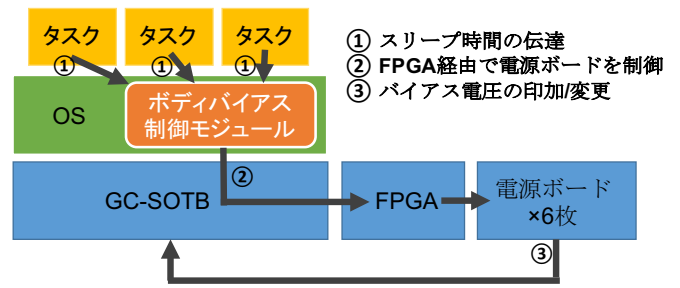 タスク タスク タスク
① ① ①
① スリープ時間の伝達
② FPGA経由で電源ボードを制御
③ バイアス電圧の印加/変更
OS
ボディバイアス
制御モジュール
②
GC-SOTB
FPGA
電源ボード
×6枚
③